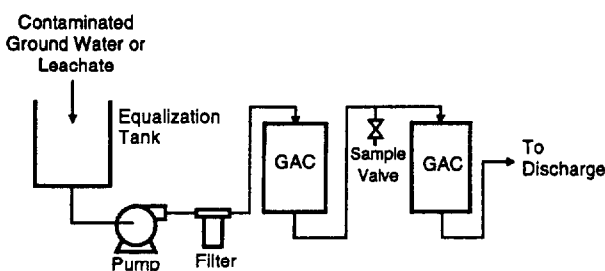 Contaminated
Ground Water or
Leachate
Equalization
Tank
Pump
Filter
GAC
Sample
Valve
GAC
To
Discharge